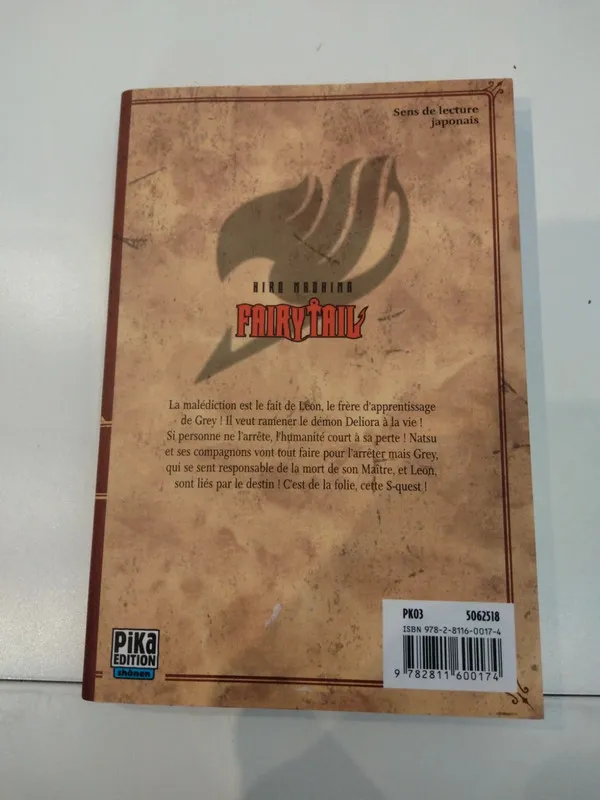 Sens de lecture
japonais
HIRO MASHIMA
FAIRY TAIL
La malédiction est le fait de Léon, le frère d'apprentissage
de Grey ! Il veut ramener le démon Deliora à la vie !
Si personne ne l'arrête, l'humanité court à sa perte ! Natsu
et ses compagnons vont tout faire pour l'arrêter mais Grey,
qui se sent responsable de la mort de son Maître, et Léon,
sont liés par le destin ! C'est de la folie, cette S-quest !
PK03 5062518
ISBN 978-2-8116-0017-4
9 782811 600174
PiKa
EDITION
shônen